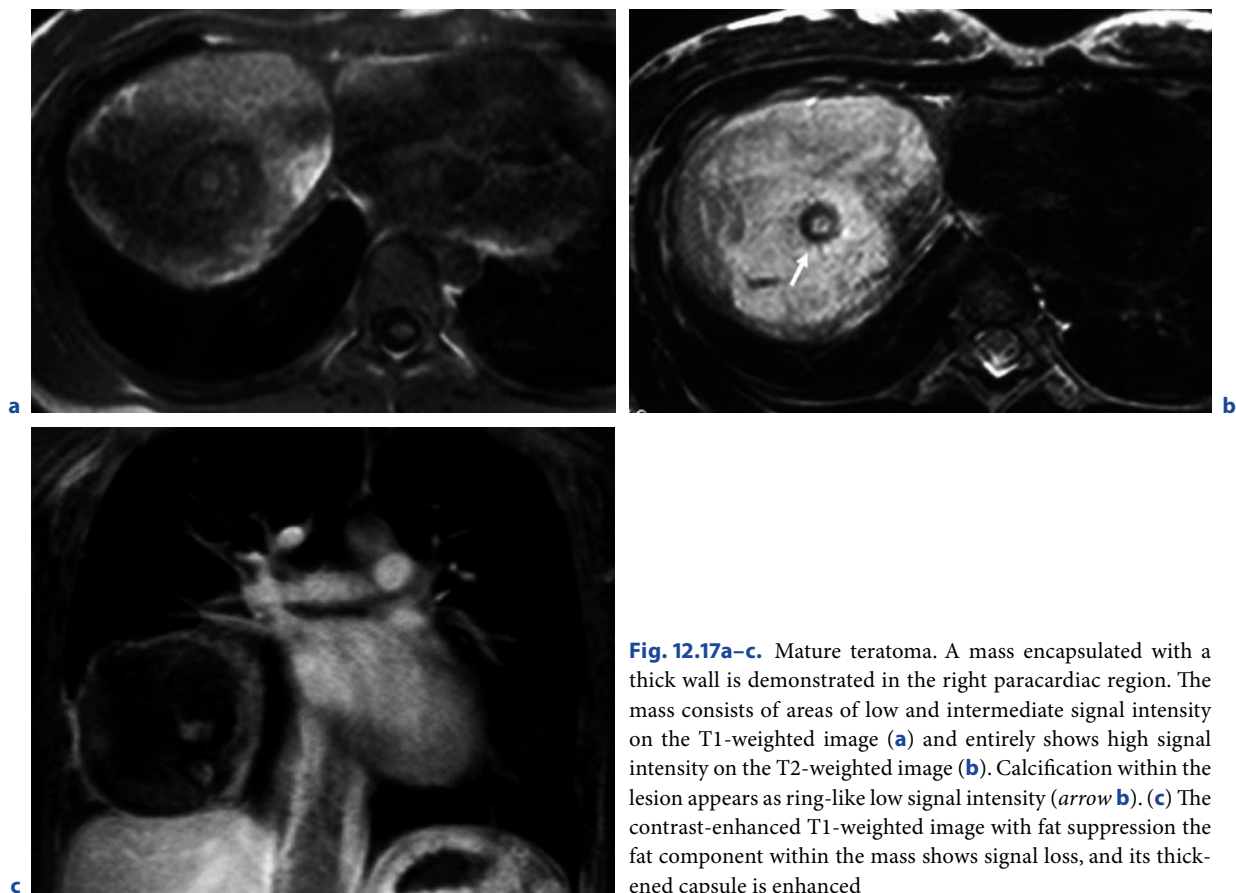 a
b
c
Fig. 12.17a–c. Mature teratoma. A mass encapsulated with a
thick wall is demonstrated in the right paracardiac region. The
mass consists of areas of low and intermediate signal intensity
on the T1-weighted image (a) and entirely shows high signal
intensity on the T2-weighted image (b). Calcification within the
lesion appears as ring-like low signal intensity (arrow b). (c) The
contrast-enhanced T1-weighted image with fat suppression the
fat component within the mass shows signal loss, and its thick-
ened capsule is enhanced